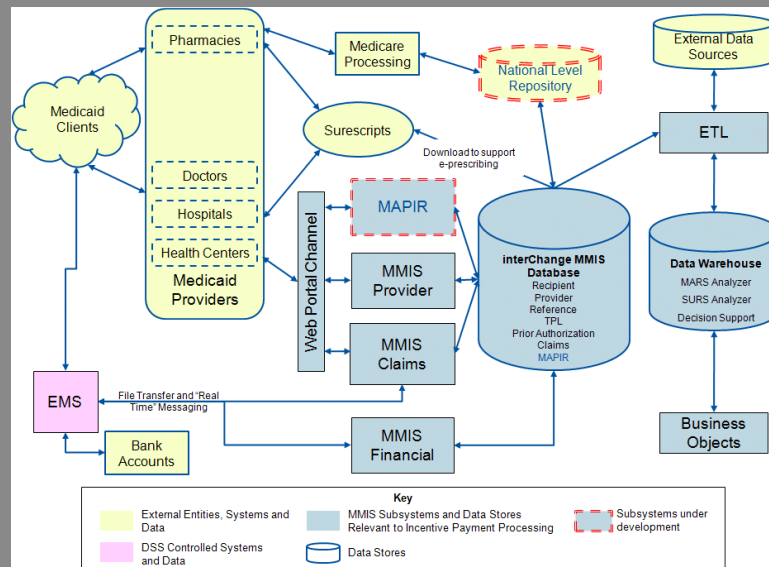 Pharmacies
Medicare
Processing
National Level
Repository
External Data
Sources
Medicaid
Clients
Surescripts
ETL
Download to support
e-prescribing
Doctors
Hospitals
Health Centers
Medicaid
Providers
Web Portal Channel
MAPIR
MMIS
Provider
MMIS
Claims
interChange MMIS
Database
Recipient
Provider
Reference
TPL
Prior Authorization
Claims
MAPIR
Data Warehouse
MARS Analyzer
SURS Analyzer
Decision Support
EMS
File Transfer and “Real
Time” Messaging
Bank
Accounts
MMIS
Financial
Business
Objects
Key
External Entities, Systems and
Data
MMIS Subsystems and Data Stores
Relevant to Incentive Payment Processing
Subsystems under
development
DSS Controlled Systems
and Data
Data Stores